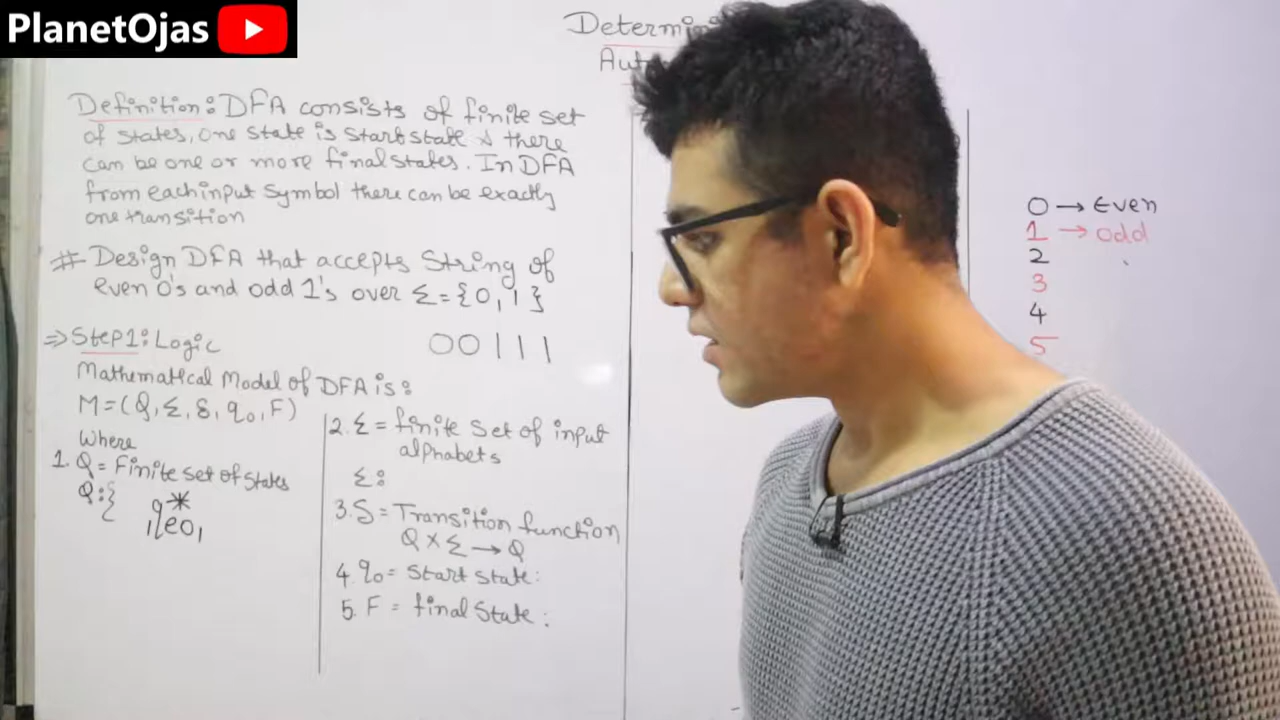 PlanetOjas
Determini
Aut
Definition: DFA consists of finite set
of states, one state is start state & there
can be one or more final states. In DFA
from each input symbol there can be exactly
one transition
# Design DFA that accepts String of
even 0's and odd 1's over Σ={0,1}
⇒ Step1: Logic
00111
Mathematical Model of DFA is:
M=(Q,Σ,δ,q0,F)
Where
1. Q = Finite set of states
Q:{
2. Σ = finite set of input
alphabets
Σ:
3. δ = Transition function
Q × Σ → Q
4. q0 = start state:
5. F = final state:
0 → Even
1 → odd
2
3
4
5